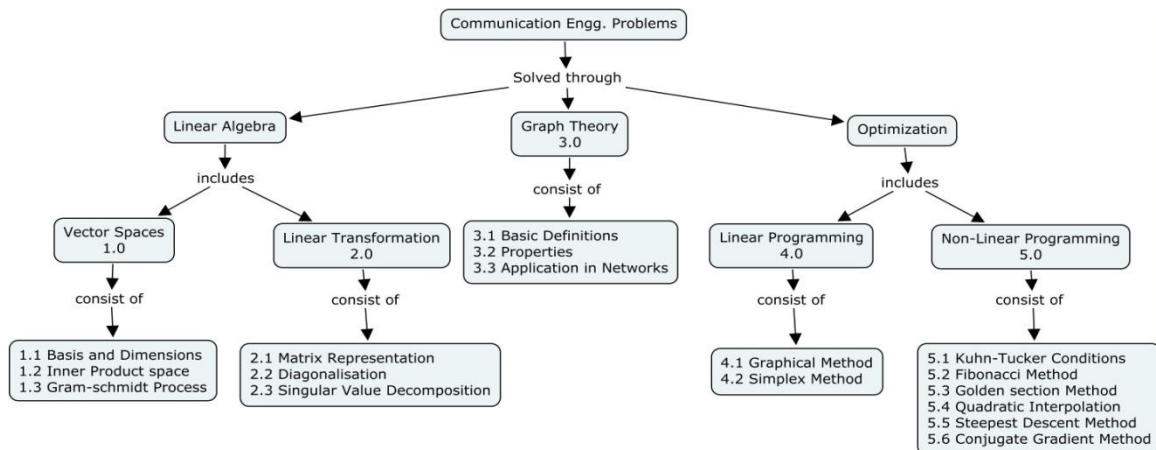 Communication Engg. Problems
Solved through
Linear Algebra
Graph Theory
3.0
Optimization
includes
consist of
includes
Vector Spaces
1.0
Linear Transformation
2.0
3.1 Basic Definitions
3.2 Properties
3.3 Application in Networks
Linear Programming
4.0
Non-Linear Programming
5.0
consist of
consist of
consist of
consist of
1.1 Basis and Dimensions
1.2 Inner Product space
1.3 Gram-schmidt Process
2.1 Matrix Representation
2.2 Diagonalisation
2.3 Singular Value Decomposition
4.1 Graphical Method
4.2 Simplex Method
5.1 Kuhn-Tucker Conditions
5.2 Fibonacci Method
5.3 Golden section Method
5.4 Quadratic Interpolation
5.5 Steepest Descent Method
5.6 Conjugate Gradient Method